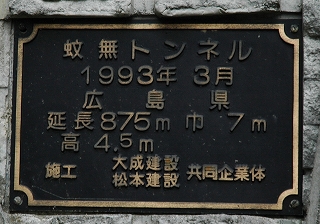 蚊無トンネル
1993年 3月
広島県
延長875m 巾 7m
高 4.5m
施工 大成建設 共同企業体
松本建設